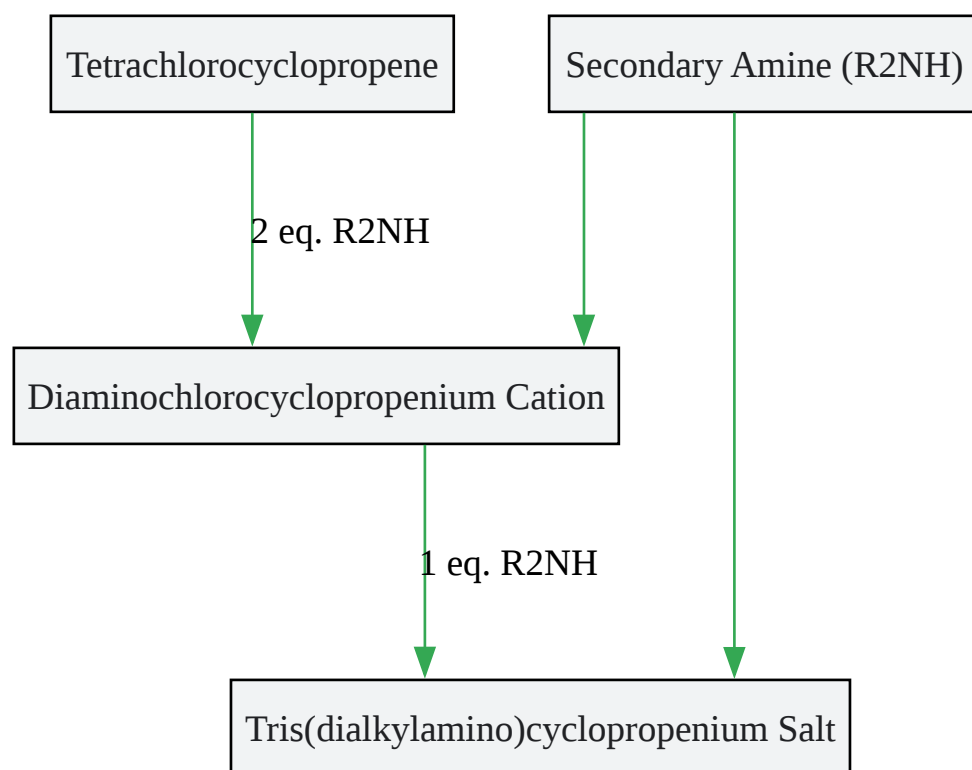 Tetrachlorocyclopropene
Secondary Amine (R2NH)
2 eq. R2NH
Diaminochlorocyclopropenium Cation
1 eq. R2NH
Tris(dialkylamino)cyclopropenium Salt